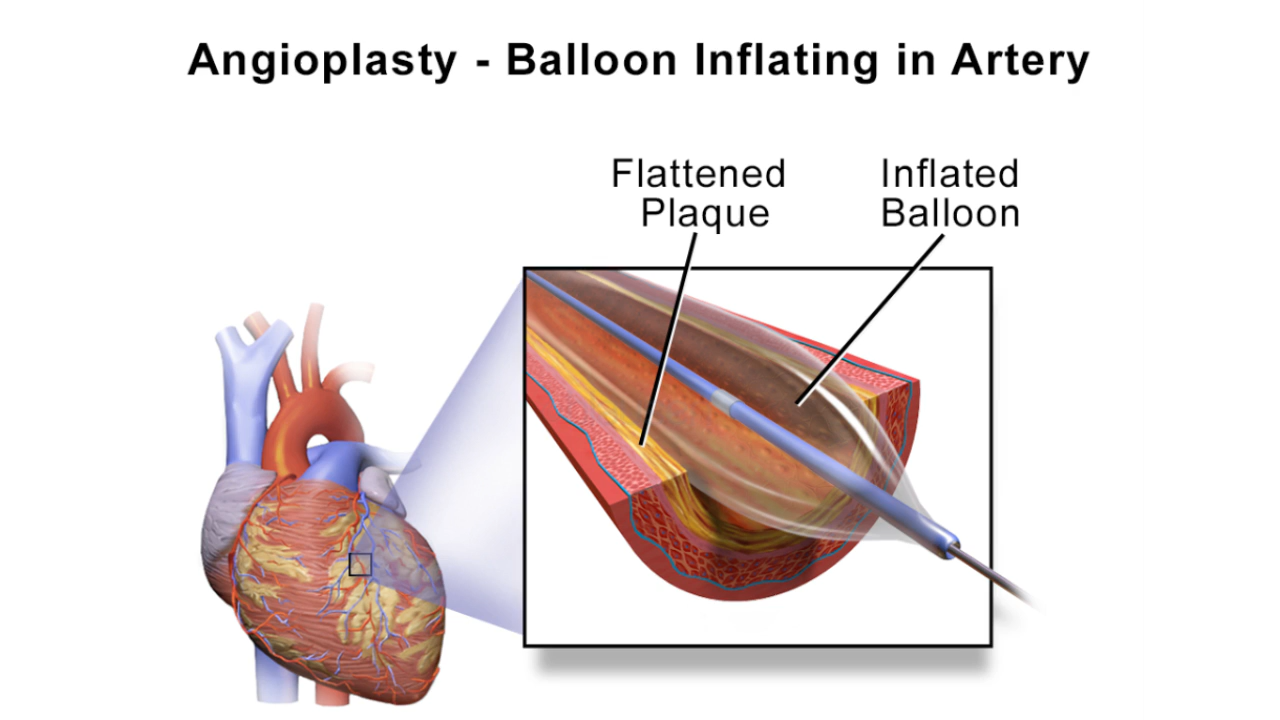 Angioplasty - Balloon Inflating in Artery
Flattened
Plaque
Inflated
Balloon